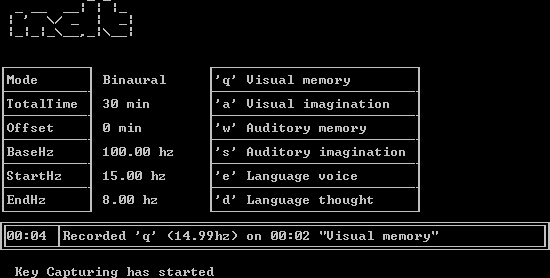 Mode Binaural 'q' Visual memory
TotalTime 30 min 'a' Visual imagination
Offset 0 min 'w' Auditory memory
BaseHz 100.00 hz 's' Auditory imagination
StartHz 15.00 hz 'e' Language voice
EndHz 8.00 hz 'd' Language thought
00:04 Recorded 'q' (14.99hz) on 00:02 "Visual memory"
Key Capturing has started